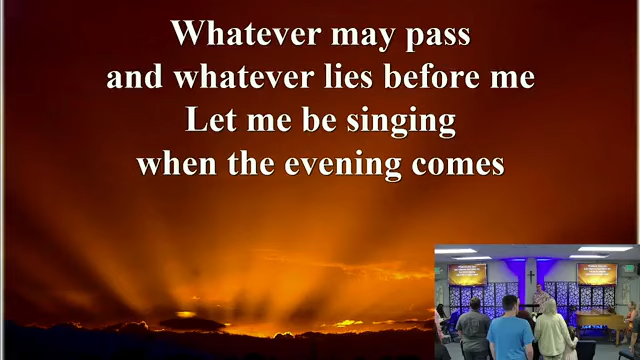 Whatever may pass
and whatever lies before me
Let me be singing
when the evening comes